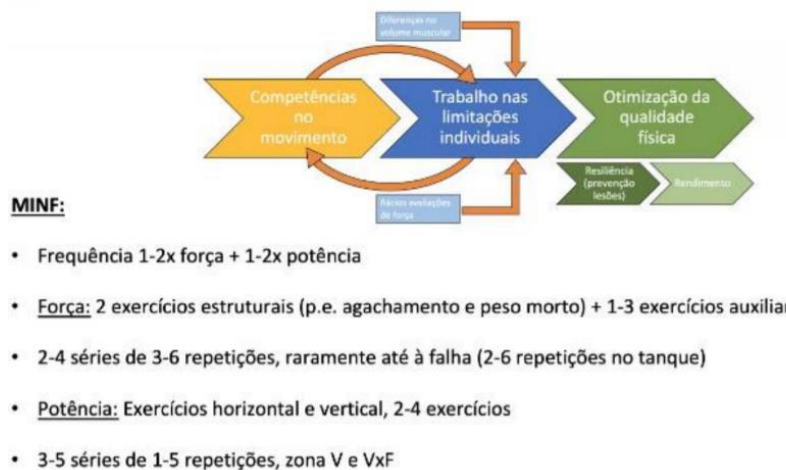 Diferenças no
volume muscular
Competências
no
movimento
Trabalho nas
limitações
individuais
Otimização da
qualidade
física
Resiliência
(prevenção
lesões)
Rendimento
Rácios avaliações
de força
MINF:
• Frequência 1-2x força + 1-2x potência
• Força: 2 exercícios estruturais (p.e. agachamento e peso morto) + 1-3 exercícios auxilia
• 2-4 séries de 3-6 repetições, raramente até à falha (2-6 repetições no tanque)
• Potência: Exercícios horizontal e vertical, 2-4 exercícios
• 3-5 séries de 1-5 repetições, zona V e VxF